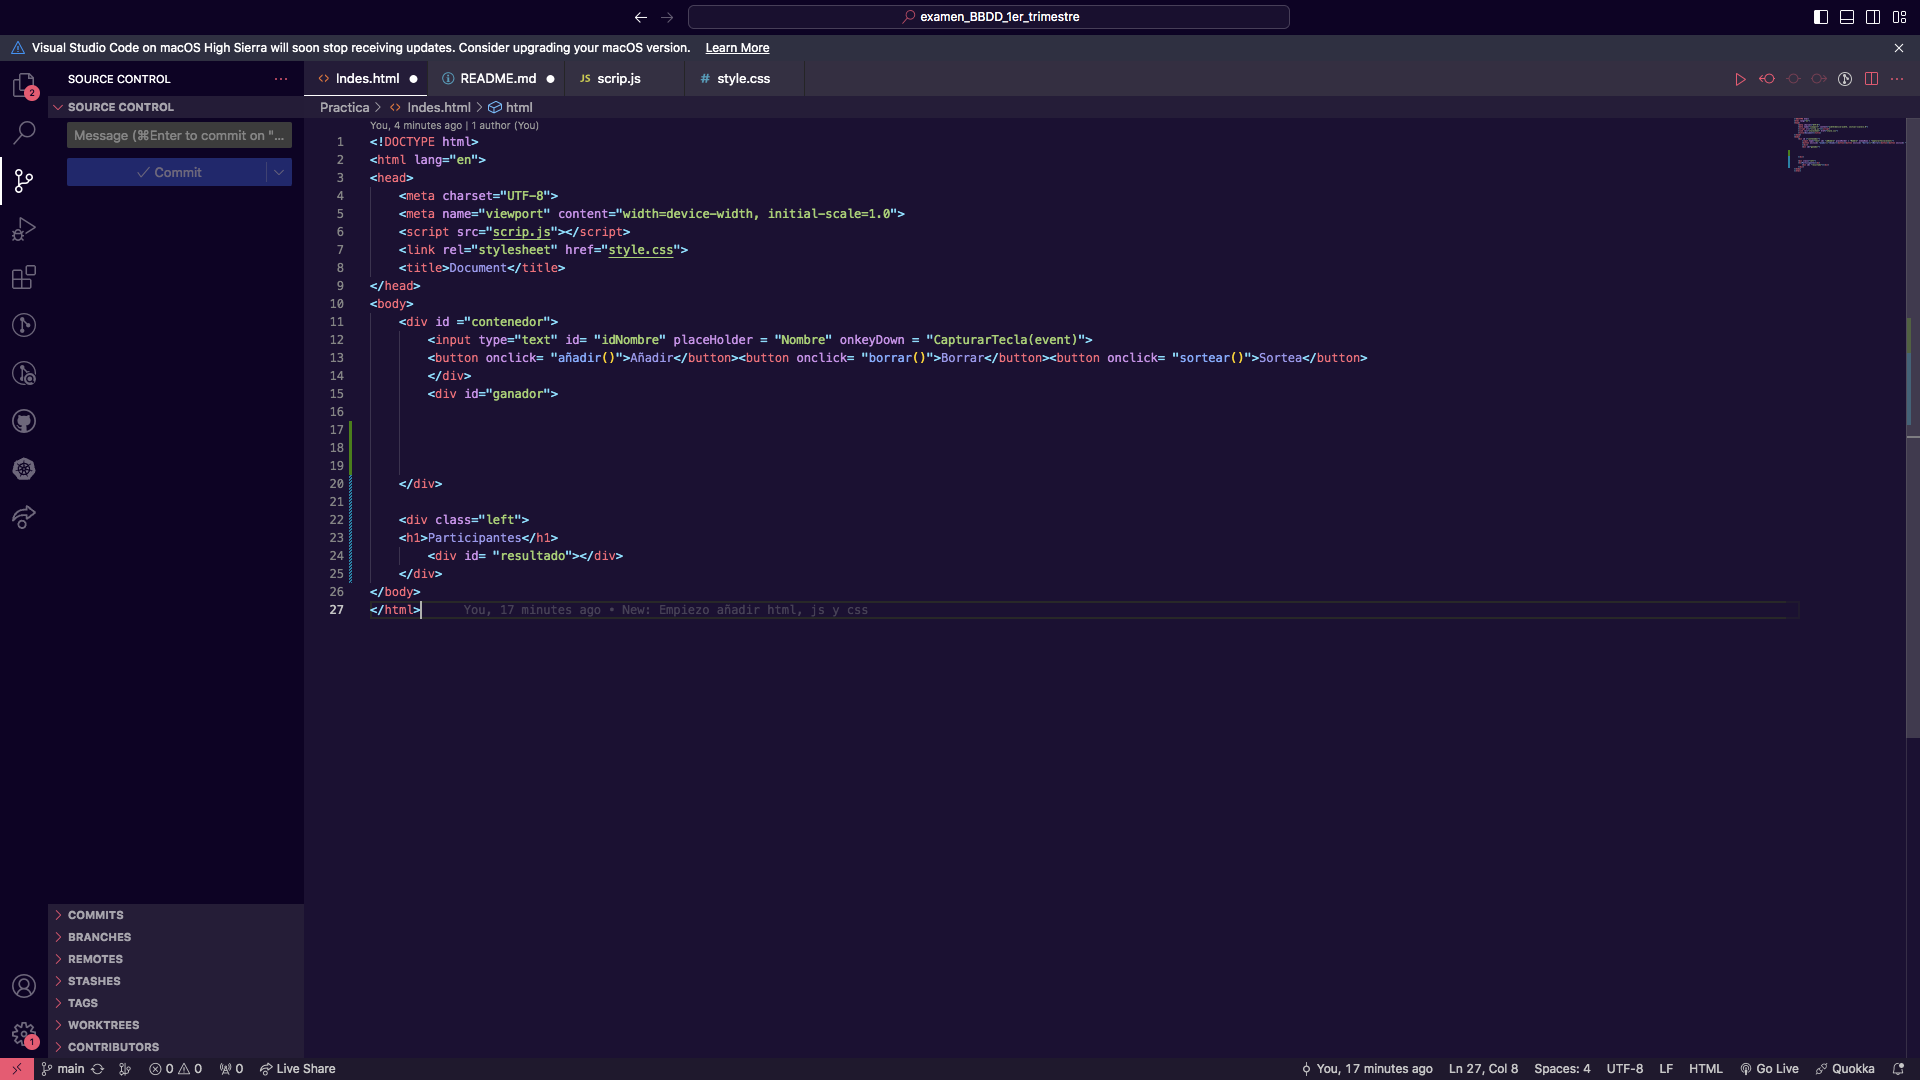 examen_BBDD_1er_trimestre
Visual Studio Code on macOS High Sierra will soon stop receiving updates. Consider upgrading your macOS version. Learn More
SOURCE CONTROL
Indes.html
README.md
JS scrip.js
# style.css
2
SOURCE CONTROL
Practica > Indes.html > html
Message (⌘Enter to commit on "...
Commit
You, 4 minutes ago | 1 author (You)
1 <!DOCTYPE html>
2 <html lang="en">
3 <head>
4 <meta charset="UTF-8">
5 <meta name="viewport" content="width=device-width, initial-scale=1.0">
6 <script src="scrip.js"></script>
7 <link rel="stylesheet" href="style.css">
8 <title>Document</title>
9 </head>
10 <body>
11 <div id ="contenedor">
12 <input type="text" id= "idNombre" placeHolder = "Nombre" onkeyDown = "CapturarTecla(event)">
13 <button onclick= "añadir()">Añadir</button><button onclick= "borrar()">Borrar</button><button onclick= "sortear()">Sortea</button>
14 </div>
15 <div id="ganador">
16
17
18
19
20 </div>
21
22 <div class="left">
23 <h1>Participantes</h1>
24 <div id= "resultado"></div>
25 </div>
26 </body>
27 </html> You, 17 minutes ago • New: Empiezo añadir html, js y css
COMMITS
BRANCHES
REMOTES
STASHES
TAGS
WORKTREES
CONTRIBUTORS
1
main 0 0 0 Live Share You, 17 minutes ago Ln 27, Col 8 Spaces: 4 UTF-8 LF HTML Go Live Quokka